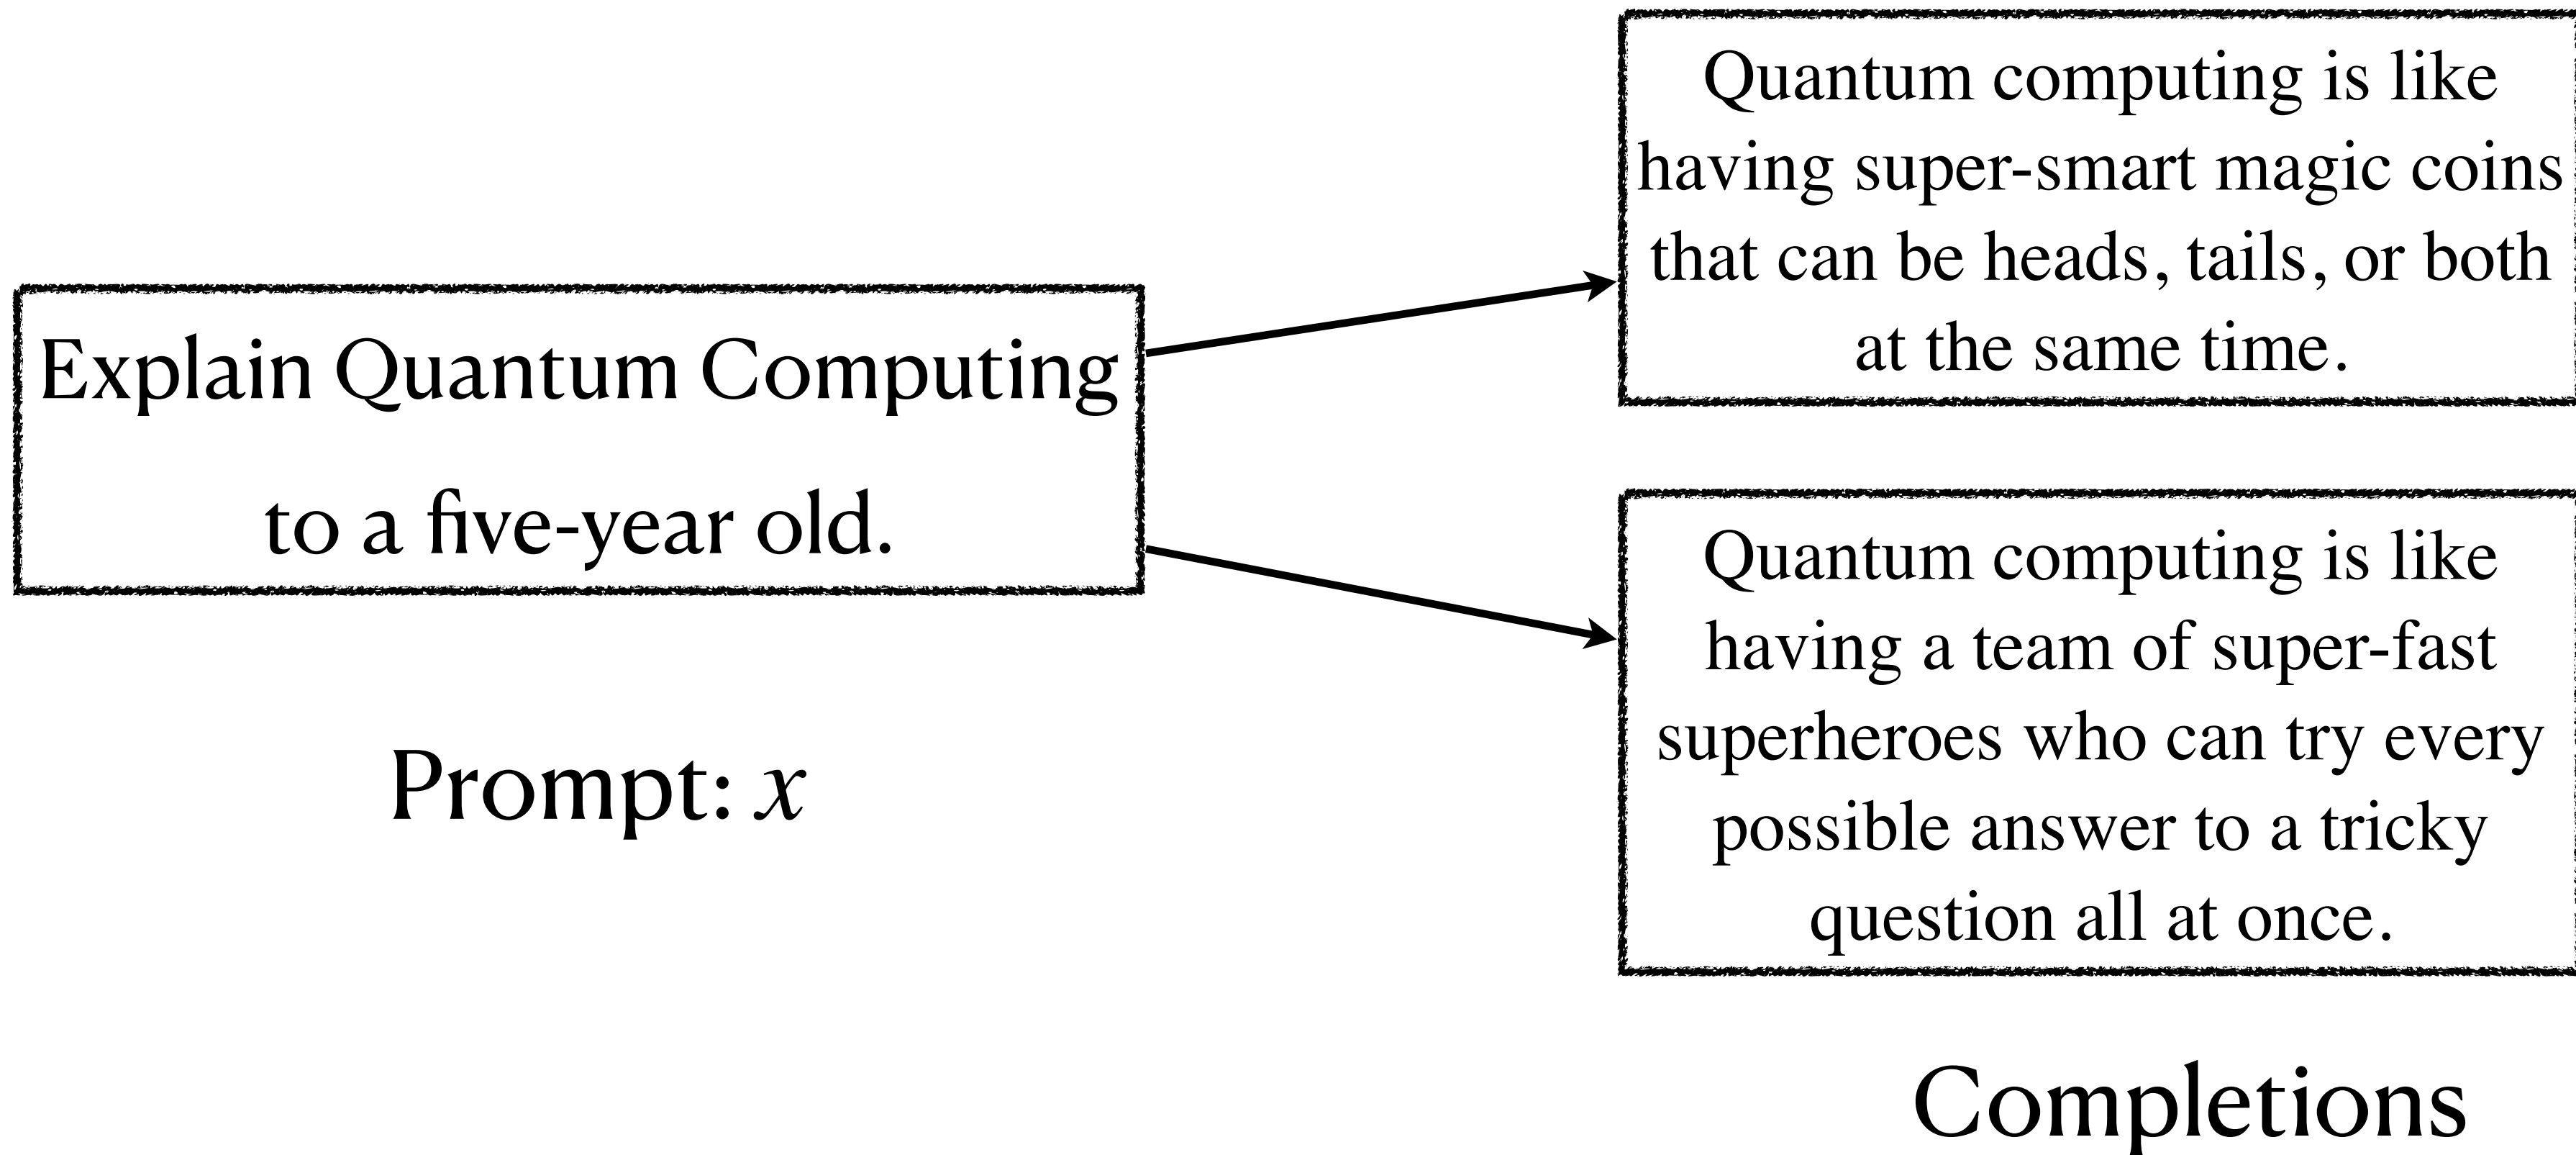 Explain Quantum Computing
to a five-year old.
Prompt: x
Quantum computing is like
having super-smart magic coins
that can be heads, tails, or both
at the same time.
Quantum computing is like
having a team of super-fast
superheroes who can try every
possible answer to a tricky
question all at once.
Completions